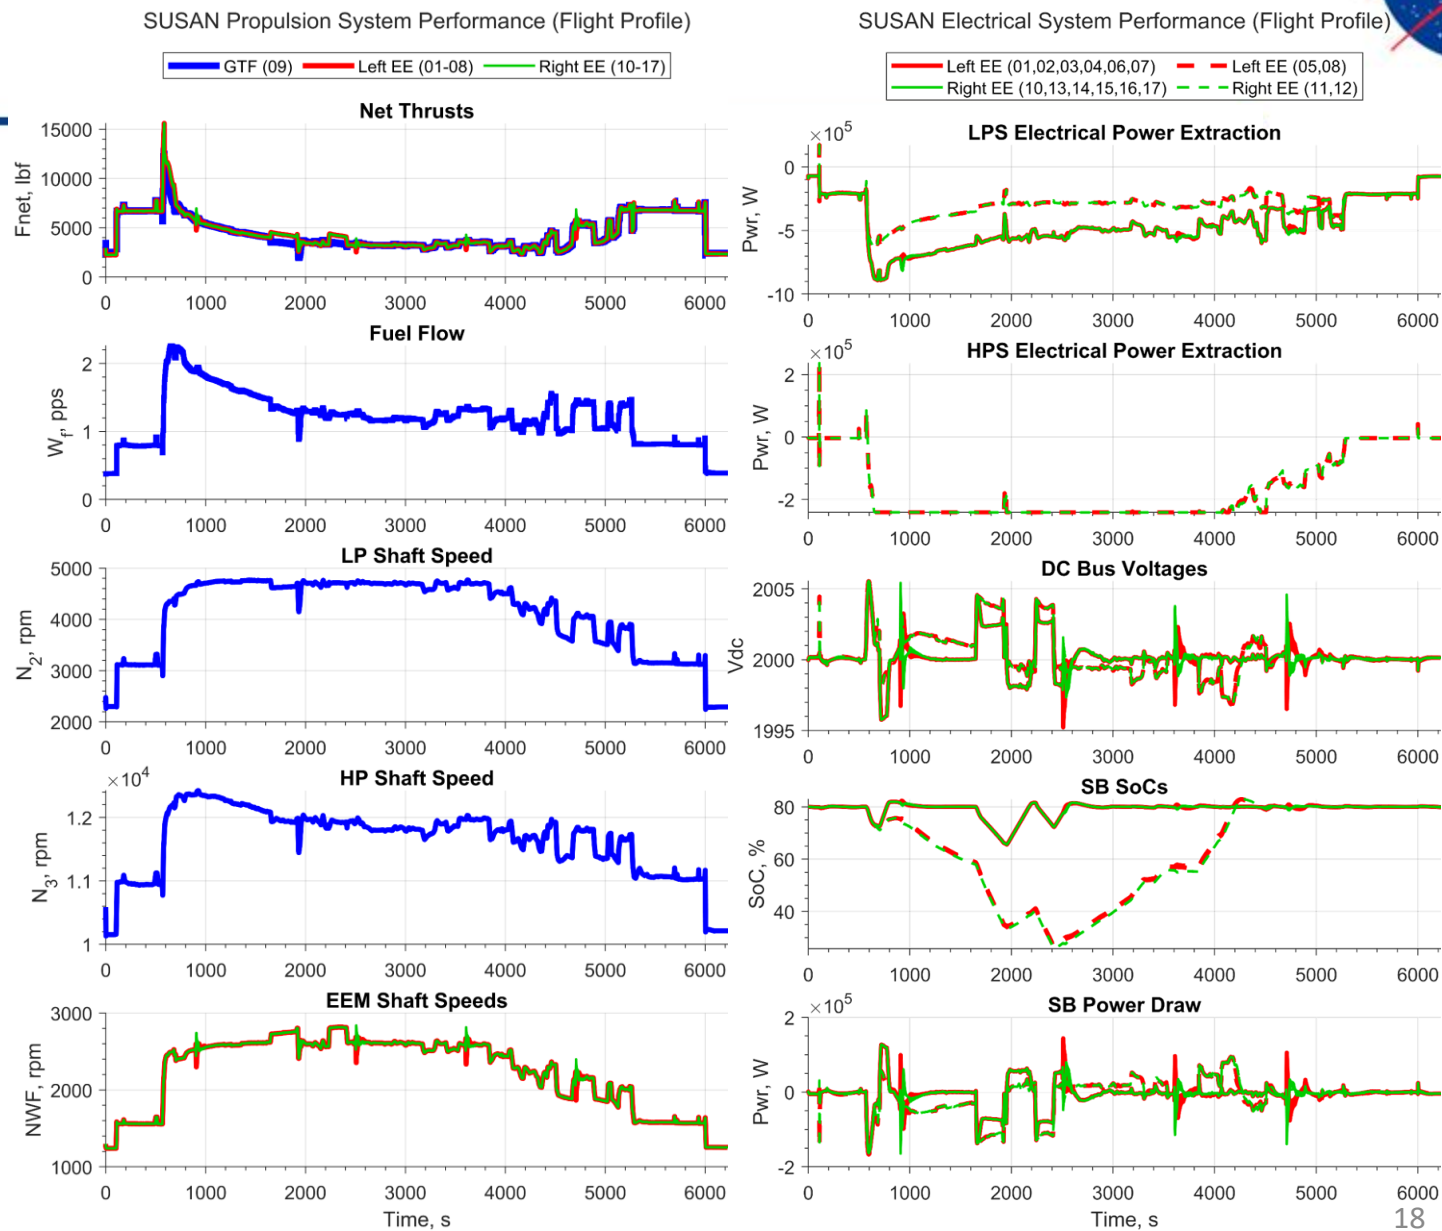 SUSAN Propulsion System Performance (Flight Profile)
GTF (09) Left EE (01-08) Right EE (10-17)
Net Thrusts
15000
10000
5000
0
Fnet, lbf
0 1000 2000 3000 4000 5000 6000
Fuel Flow
2
1
0
Wf, pps
0 1000 2000 3000 4000 5000 6000
LP Shaft Speed
5000
4000
3000
2000
N2, rpm
0 1000 2000 3000 4000 5000 6000
×10^4
HP Shaft Speed
1.2
1.1
1
N3, rpm
0 1000 2000 3000 4000 5000 6000
EEM Shaft Speeds
3000
2000
1000
NWF, rpm
0 1000 2000 3000 4000 5000 6000
Time, s
SUSAN Electrical System Performance (Flight Profile)
Left EE (01,02,03,04,06,07) Left EE (05,08)
Right EE (10,13,14,15,16,17) Right EE (11,12)
×10^5
LPS Electrical Power Extraction
0
-5
-10
Pwr, W
0 1000 2000 3000 4000 5000 6000
×10^5
HPS Electrical Power Extraction
2
0
-2
Pwr, W
0 1000 2000 3000 4000 5000 6000
DC Bus Voltages
2005
2000
1995
Vdc
0 1000 2000 3000 4000 5000 6000
SB SoCs
80
60
40
SoC, %
0 1000 2000 3000 4000 5000 6000
×10^5
SB Power Draw
2
0
-2
Pwr, W
0 1000 2000 3000 4000 5000 6000
Time, s
18